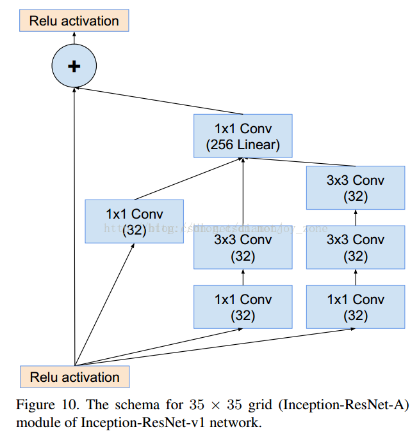 Relu activation
+
1x1 Conv
(256 Linear)
3x3 Conv
(32)
1x1 Conv
(32)
3x3 Conv
(32)
3x3 Conv
(32)
1x1 Conv
(32)
1x1 Conv
(32)
Relu activation
Figure 10. The schema for 35 × 35 grid (Inception-ResNet-A)
module of Inception-ResNet-v1 network.